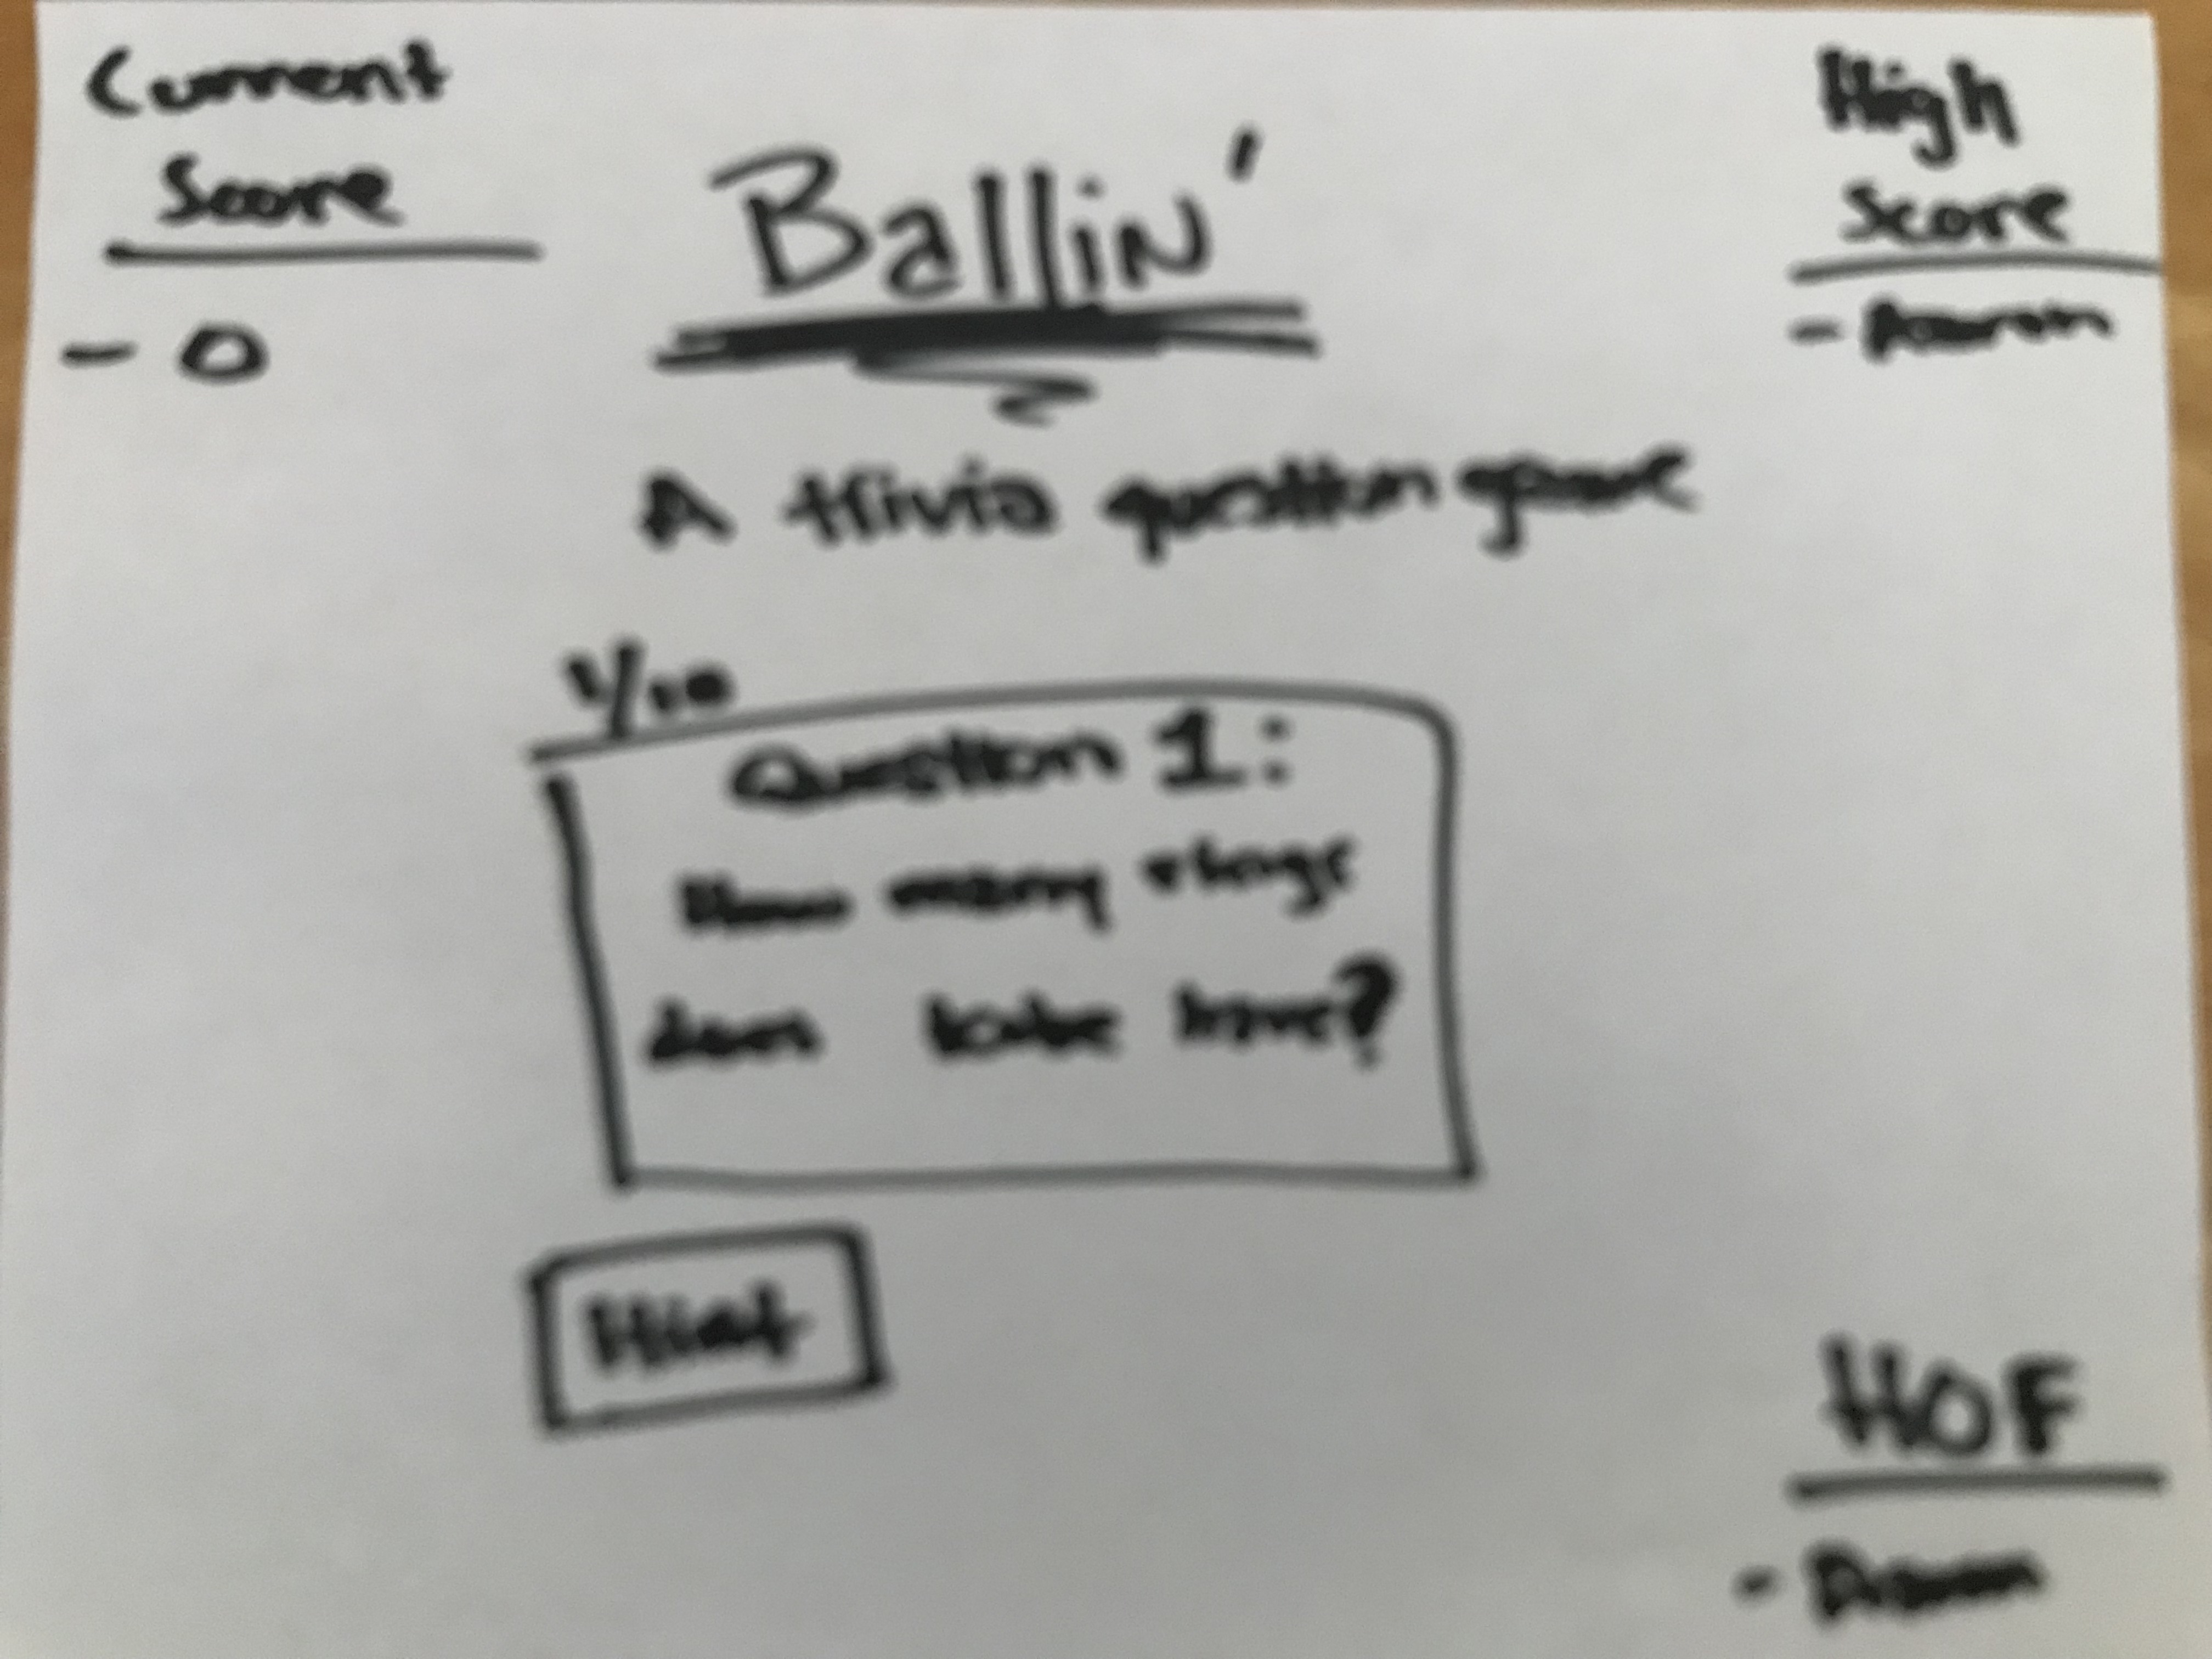 Current
Score
- 0
Ballin'
High
Score
- Aaron
A trivia question game
1/10
Question 1:
How many rings
does kobe have?
Hint
HOF
- Aaron